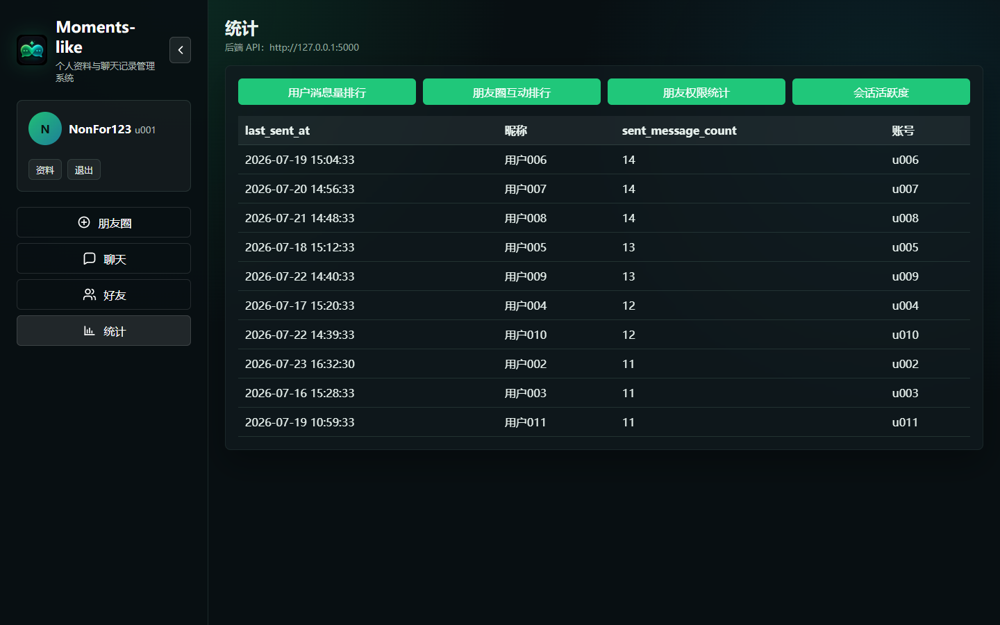 Moments-
like
个人资料与聊天记录管理
系统
N
NonFor123 u001
资料 退出
朋友圈
聊天
好友
统计
统计
后端 API：http://127.0.0.1:5000
用户消息量排行 朋友圈互动排行 朋友权限统计 会话活跃度
last_sent_at 昵称 sent_message_count 账号
2026-07-19 15:04:33 用户006 14 u006
2026-07-20 14:56:33 用户007 14 u007
2026-07-21 14:48:33 用户008 14 u008
2026-07-18 15:12:33 用户005 13 u005
2026-07-22 14:40:33 用户009 13 u009
2026-07-17 15:20:33 用户004 12 u004
2026-07-22 14:39:33 用户010 12 u010
2026-07-23 16:32:30 用户002 11 u002
2026-07-16 15:28:33 用户003 11 u003
2026-07-19 10:59:33 用户011 11 u011